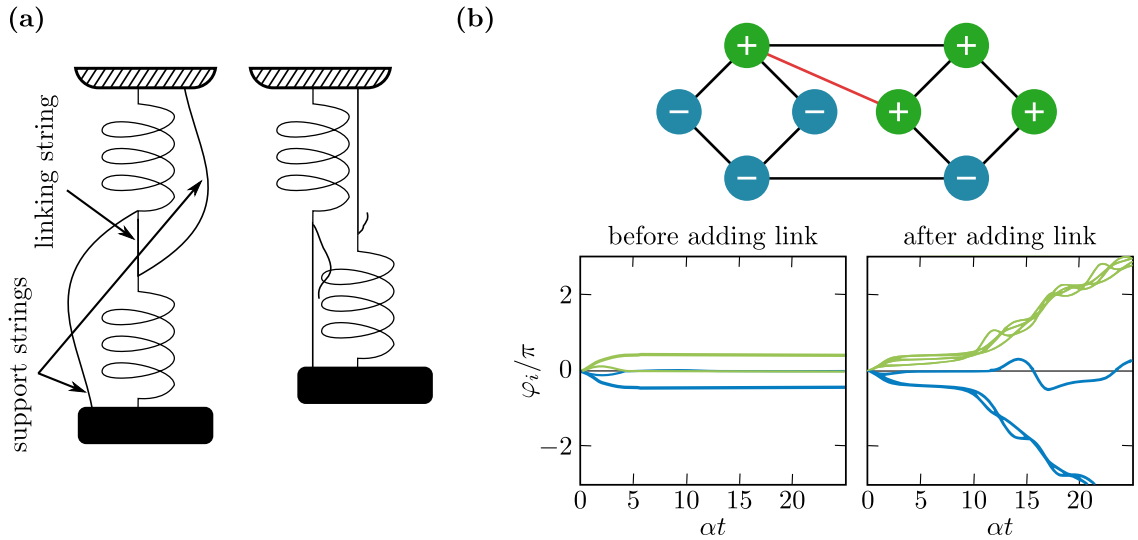 (a)
linking string
support strings
(b)
+ +
− − + +
− −
before adding link
after adding link
φᵢ/π
2
0
−2
0 5 10 15 20
αt
0 5 10 15 20
αt